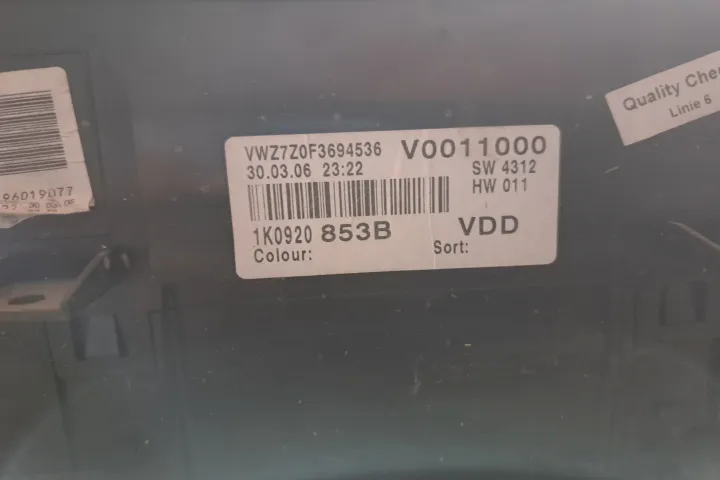 VWZ7Z0F3694536 V0011000
30.03.06 23:22 SW 4312
HW 011
1K0920 853B VDD
Colour: Sort:
Quality Che
Linie 6
96019077